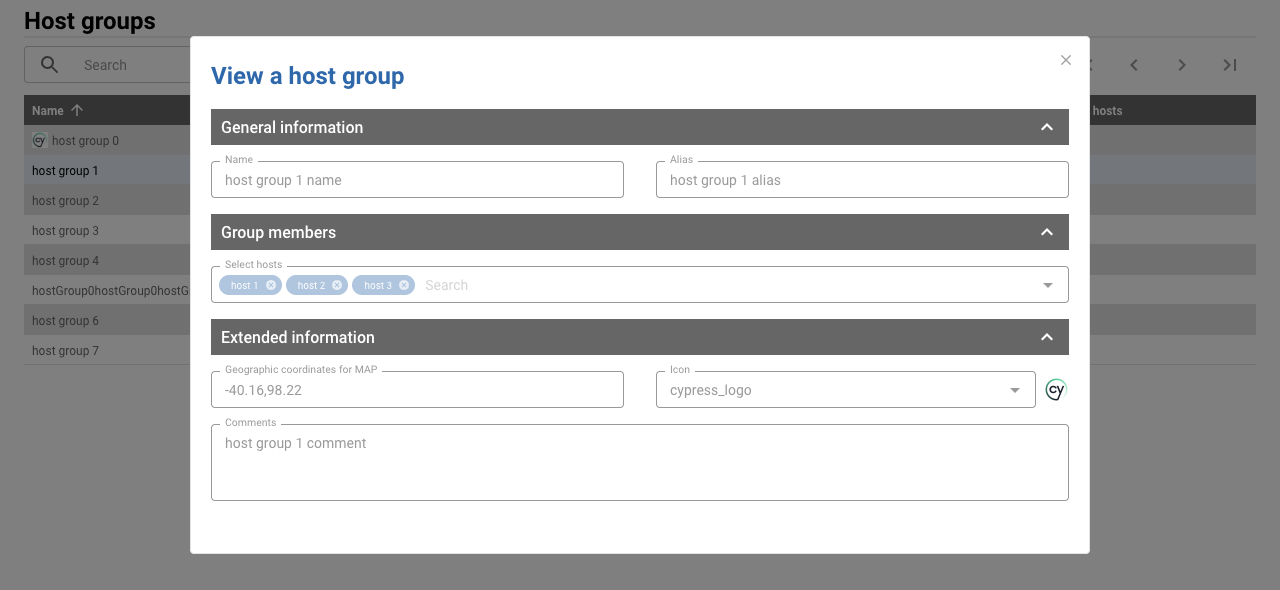 Host groups
Search
View a host group
Name
hosts
General information
host group 0
Name
Alias
host group 1
host group 1 name
host group 1 alias
host group 2
host group 3
Group members
host group 4
Select hosts
host 1
host 2
host 3
Search
hostGroup0hostGroup0hostG
host group 6
Extended information
host group 7
Geographic coordinates for MAP
Icon
-40.16,98.22
cypress_logo
cy
Comments
host group 1 comment